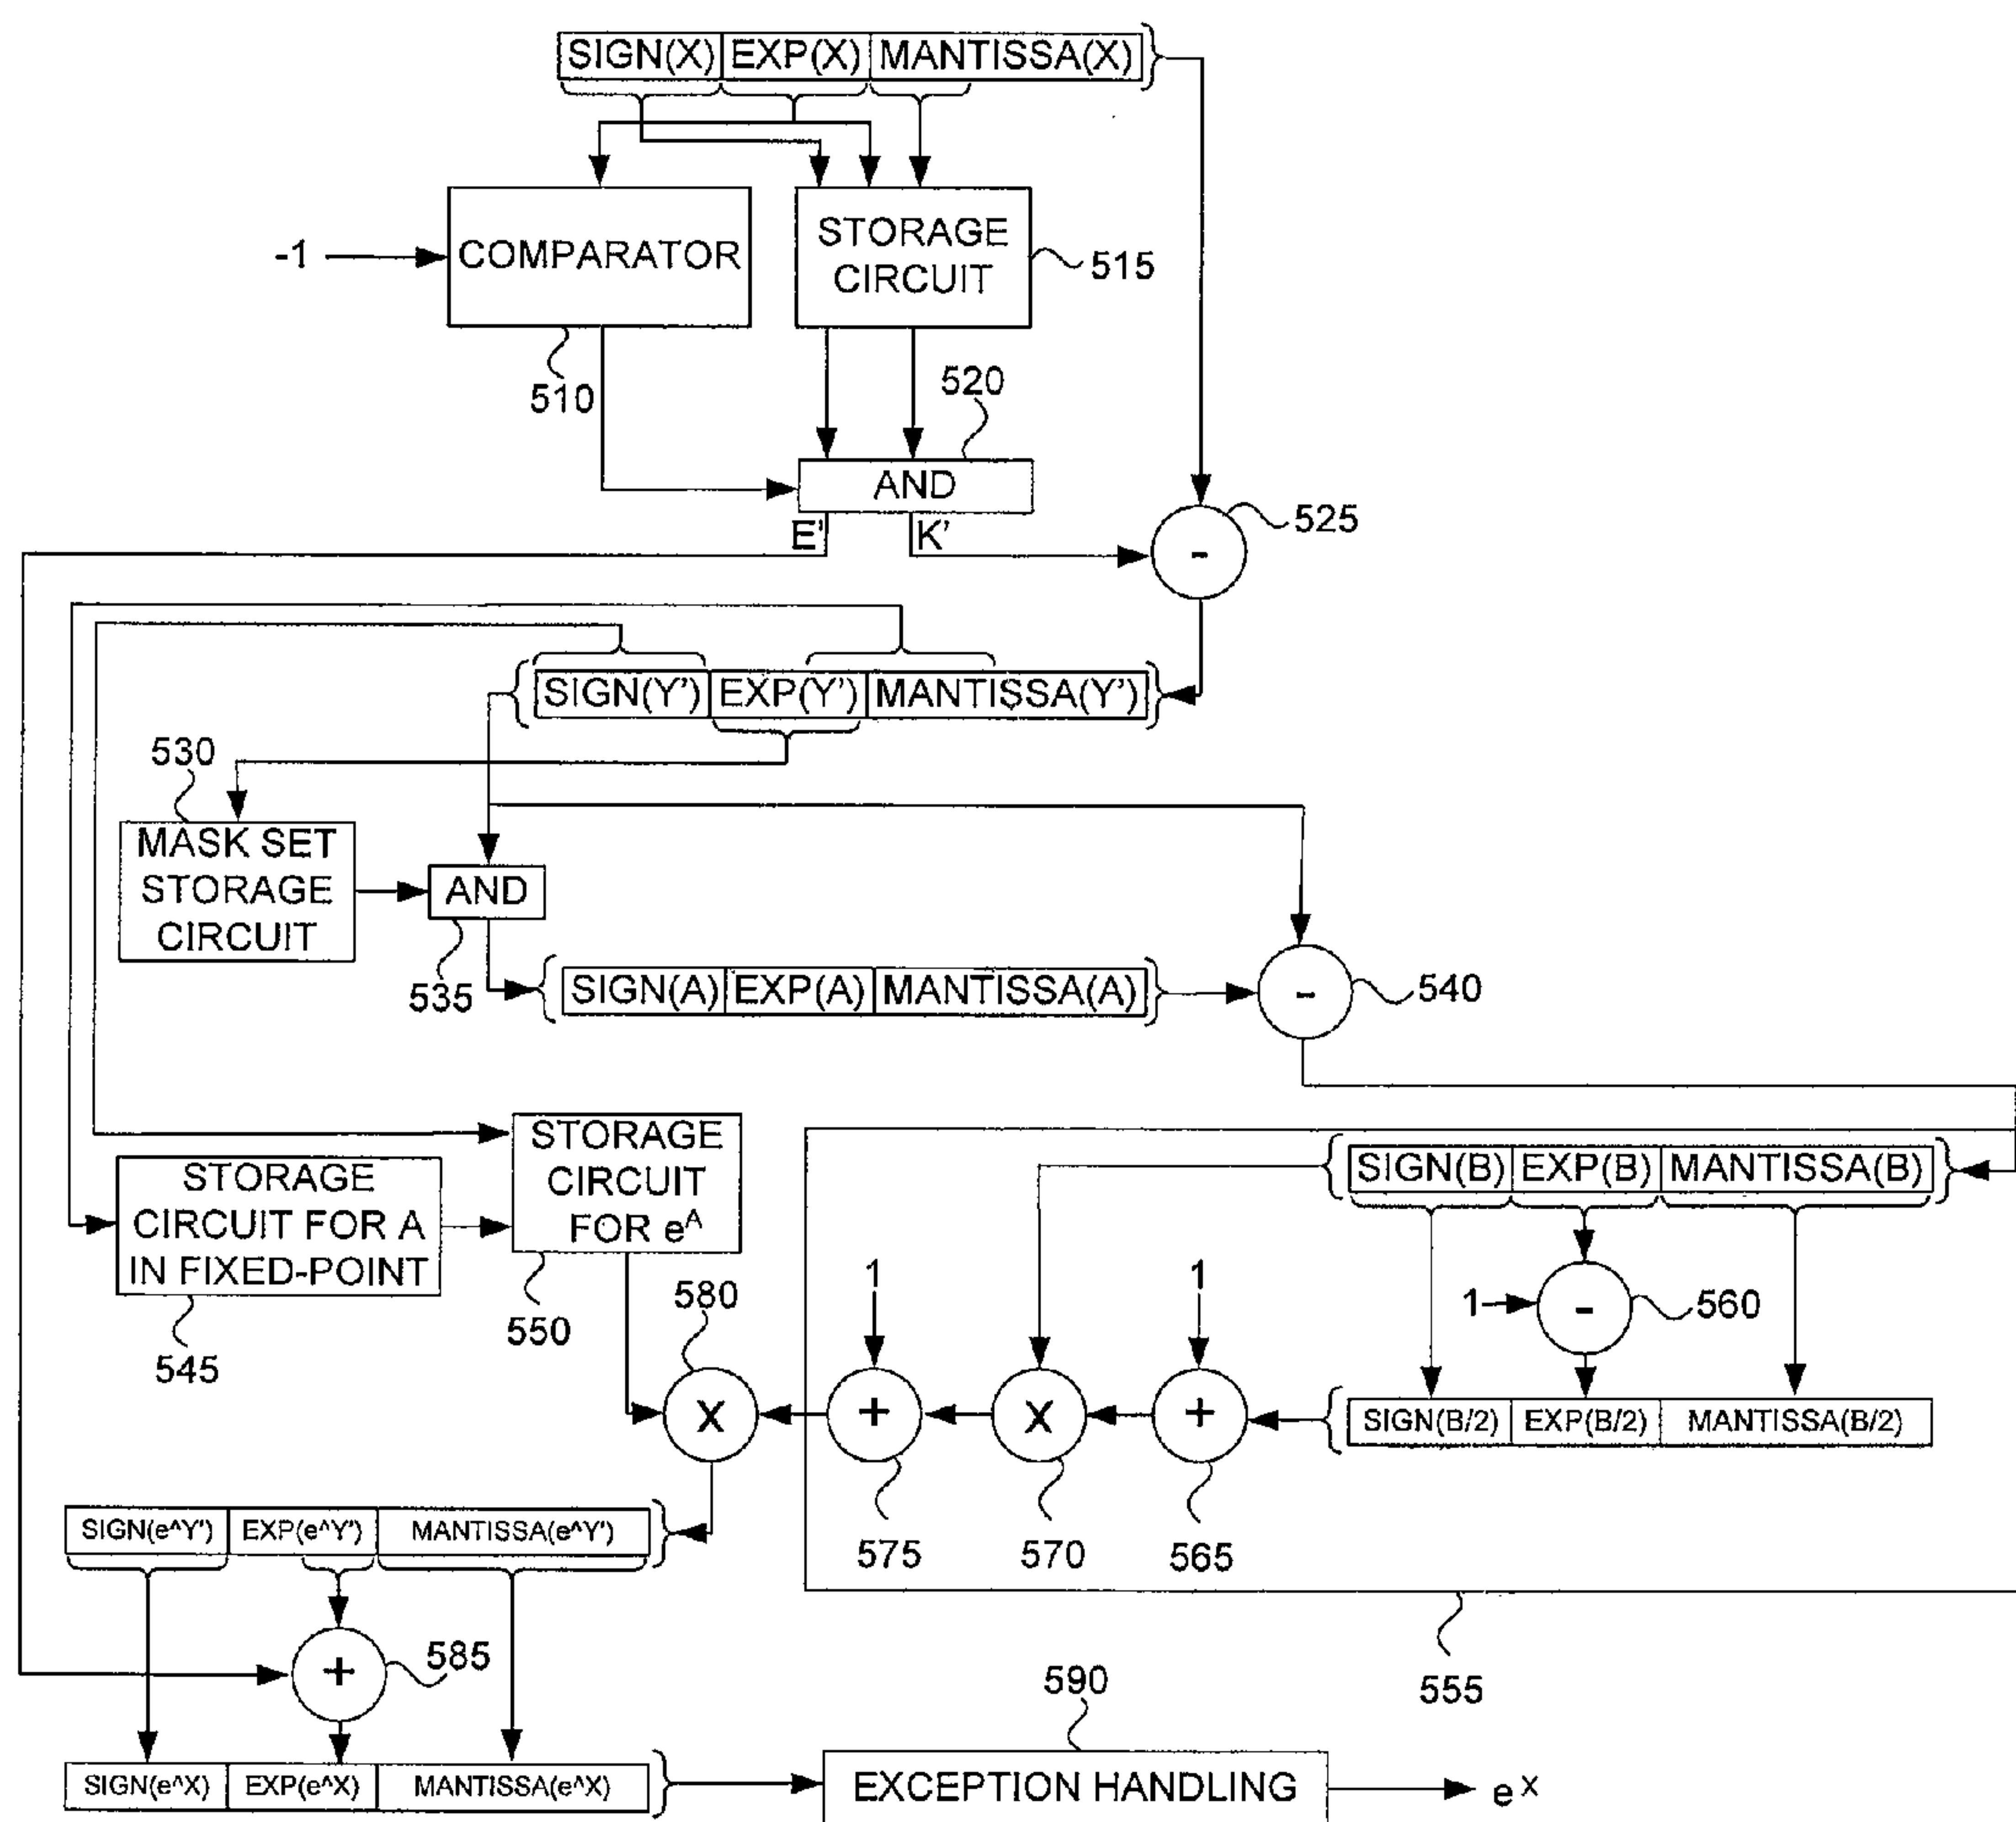 SIGN(X) EXP(X) MANTISSA(X)
-1
COMPARATOR
STORAGE
CIRCUIT
515
510
520
AND
E'
K'
-
525
SIGN(Y') EXP(Y') MANTISSA(Y')
530
MASK SET
STORAGE
CIRCUIT
AND
535
SIGN(A) EXP(A) MANTISSA(A)
-
540
STORAGE
CIRCUIT
FOR e^A
STORAGE
CIRCUIT FOR A
IN FIXED-POINT
545
550
SIGN(B) EXP(B) MANTISSA(B)
1
-
560
580
1
1
X
+
X
+
SIGN(B/2) EXP(B/2) MANTISSA(B/2)
575
570
565
555
SIGN(e^Y') EXP(e^Y') MANTISSA(e^Y')
+
585
590
SIGN(e^X) EXP(e^X) MANTISSA(e^X)
EXCEPTION HANDLING
e^X